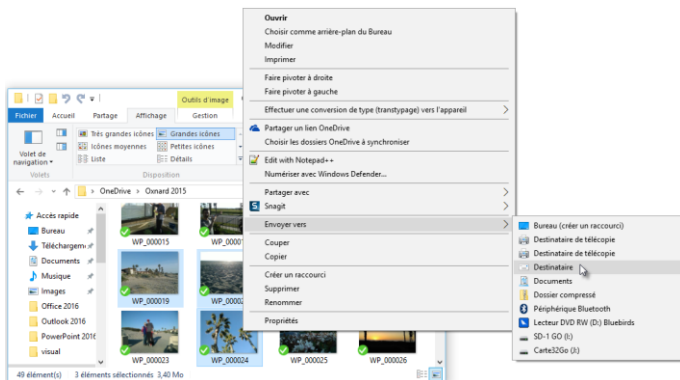 Outils d'image
Fichier Accueil Partage Affichage Gestion
Volet de navigation
Très grandes icônes Grandes icônes
Icônes moyennes Petites icônes
Liste Détails
Volets Disposition
OneDrive > Oxnard 2015
Accès rapide
Bureau
Documents
Musique
Images
Office 2016
Outlook 2016
PowerPoint 2016
visual
WP_000015
WP_000019
WP_000023 WP_000024 WP_000025 WP_000026
49 élément(s) 3 éléments sélectionnés 3,40 Mo
Ouvrir
Choisir comme arrière-plan du Bureau
Modifier
Imprimer
Faire pivoter à droite
Faire pivoter à gauche
Effectuer une conversion de type (transtypage) vers l'appareil
Partager un lien OneDrive
Choisir les dossiers OneDrive à synchroniser
Edit with Notepad++
Numériser avec Windows Defender...
Partager avec
Snagit
Envoyer vers
Couper
Copier
Créer un raccourci
Supprimer
Renommer
Propriétés
Bureau (créer un raccourci)
Destinataire de télécopie
Destinataire de télécopie
Destinataire
Documents
Dossier compressé
Périphérique Bluetooth
Lecteur DVD RW (D:) Bluebirds
SD-1 GO (I:)
Carte32Go (J:)